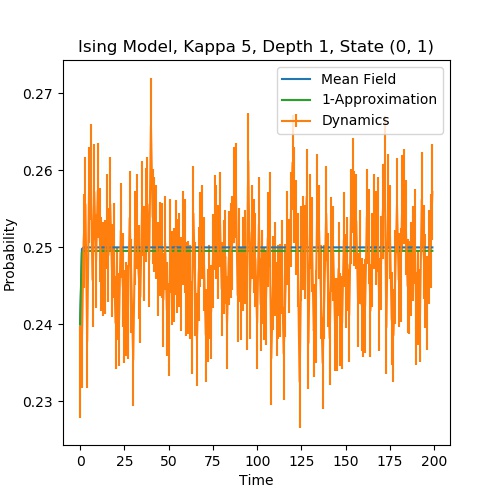 Ising Model, Kappa 5, Depth 1, State (0, 1)
Mean Field
1-Approximation
Dynamics
Probability
0.27
0.26
0.25
0.24
0.23
0 25 50 75 100 125 150 175 200
Time